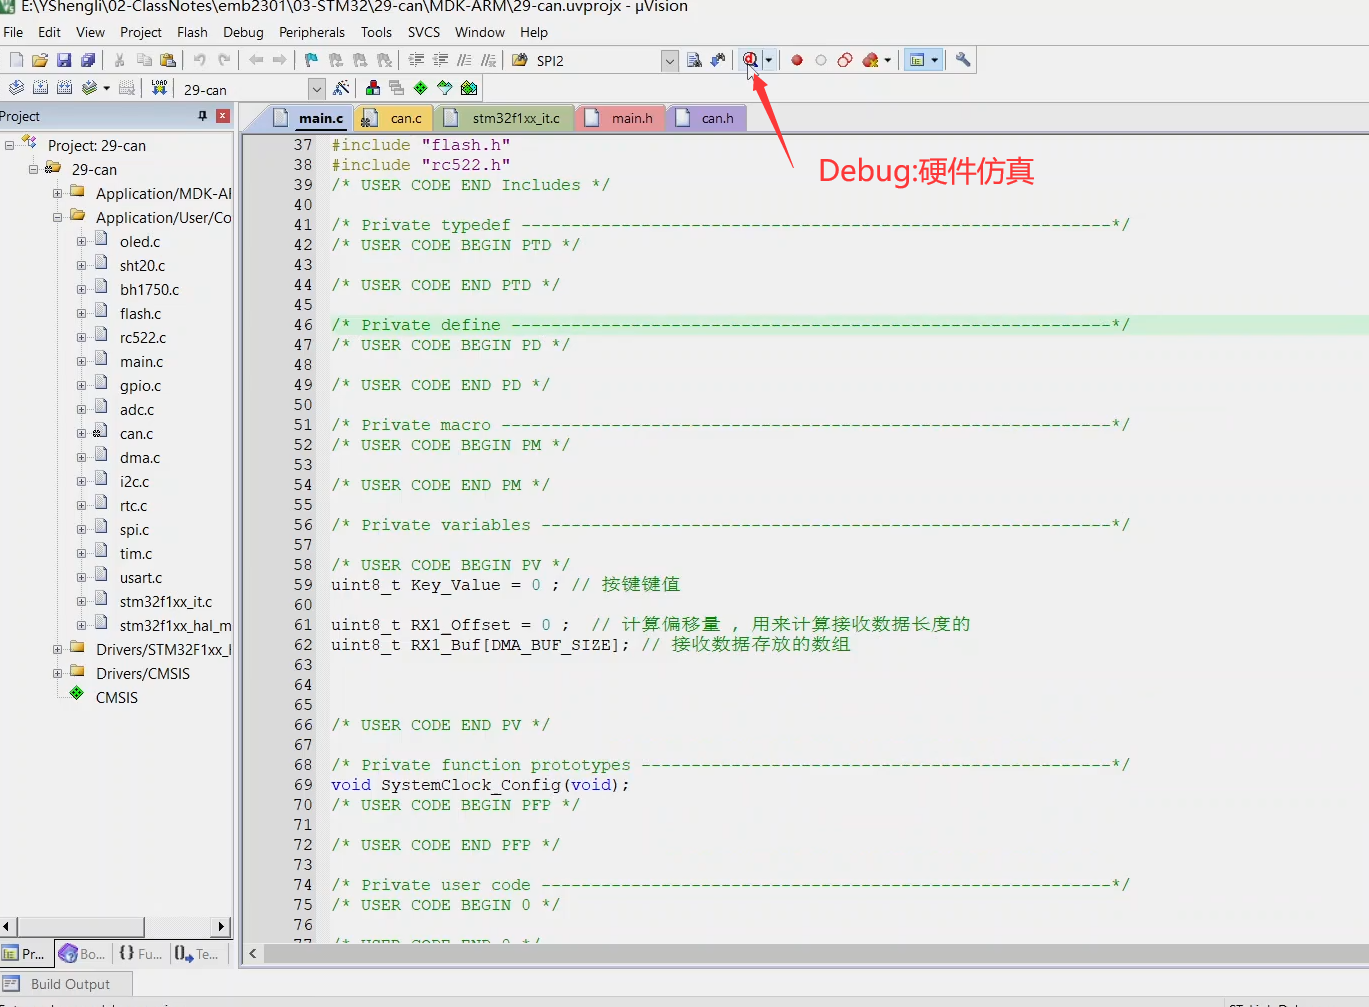 E:\YShengli\02-ClassNotes\emb2301\03-STM32\29-can\MDK-ARM\29-can.uvprojx - µVision
File Edit View Project Flash Debug Peripherals Tools SVCS Window Help
SPI2
LOAD 29-can
Project
main.c can.c stm32f1xx_it.c main.h can.h
Debug:硬件仿真
Project: 29-can
29-can
Application/MDK-AR
Application/User/Co
oled.c
sht20.c
bh1750.c
flash.c
rc522.c
main.c
gpio.c
adc.c
can.c
dma.c
i2c.c
rtc.c
spi.c
tim.c
usart.c
stm32f1xx_it.c
stm32f1xx_hal_m
Drivers/STM32F1xx_H
Drivers/CMSIS
CMSIS
37 #include "flash.h"
38 #include "rc522.h"
39 /* USER CODE END Includes */
40
41 /* Private typedef -----------------------------------------------------------*/
42 /* USER CODE BEGIN PTD */
43
44 /* USER CODE END PTD */
45
46 /* Private define ------------------------------------------------------------*/
47 /* USER CODE BEGIN PD */
48
49 /* USER CODE END PD */
50
51 /* Private macro -------------------------------------------------------------*/
52 /* USER CODE BEGIN PM */
53
54 /* USER CODE END PM */
55
56 /* Private variables ---------------------------------------------------------*/
57
58 /* USER CODE BEGIN PV */
59 uint8_t Key_Value = 0 ; // 按键键值
60
61 uint8_t RX1_Offset = 0 ;  // 计算偏移量 , 用来计算接收数据长度的
62 uint8_t RX1_Buf[DMA_BUF_SIZE]; // 接收数据存放的数组
63
64
65
66 /* USER CODE END PV */
67
68 /* Private function prototypes -----------------------------------------------*/
69 void SystemClock_Config(void);
70 /* USER CODE BEGIN PFP */
71
72 /* USER CODE END PFP */
73
74 /* Private user code ---------------------------------------------------------*/
75 /* USER CODE BEGIN 0 */
76
77 /* USER CODE END 0 */
Pr... Bo... {} Fu... Te...
Build Output